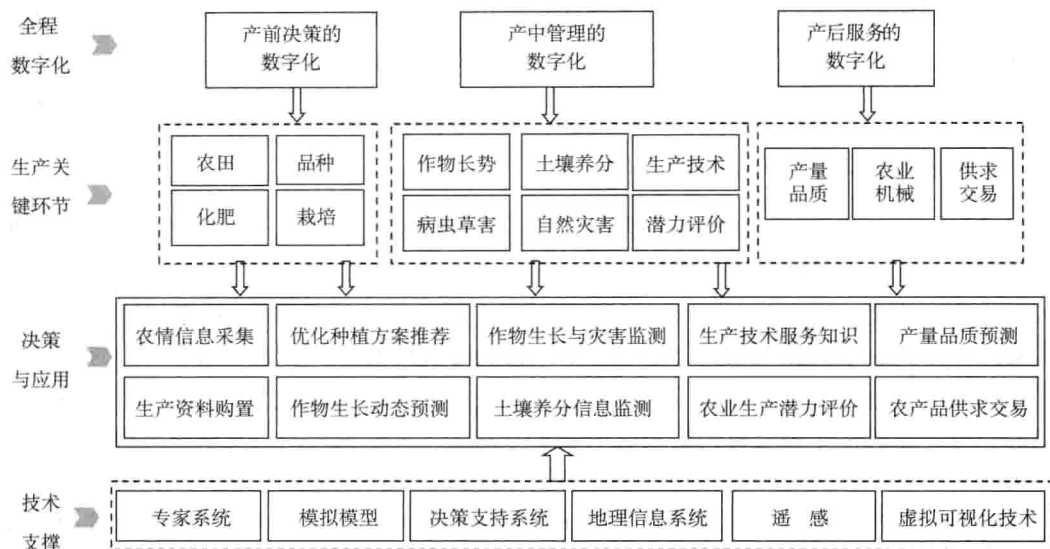 全程
数字化
产前决策的
数字化
产中管理的
数字化
产后服务的
数字化
生产关
键环节
农田
品种
化肥
栽培
作物长势
土壤养分
生产技术
病虫草害
自然灾害
潜力评价
产量
品质
农业
机械
供求
交易
决策
与应用
农情信息采集
优化种植方案推荐
作物生长与灾害监测
生产技术服务知识
产量品质预测
生产资料购置
作物生长动态预测
土壤养分信息监测
农业生产潜力评价
农产品供求交易
技术
支撑
专家系统
模拟模型
决策支持系统
地理信息系统
遥 感
虚拟可视化技术